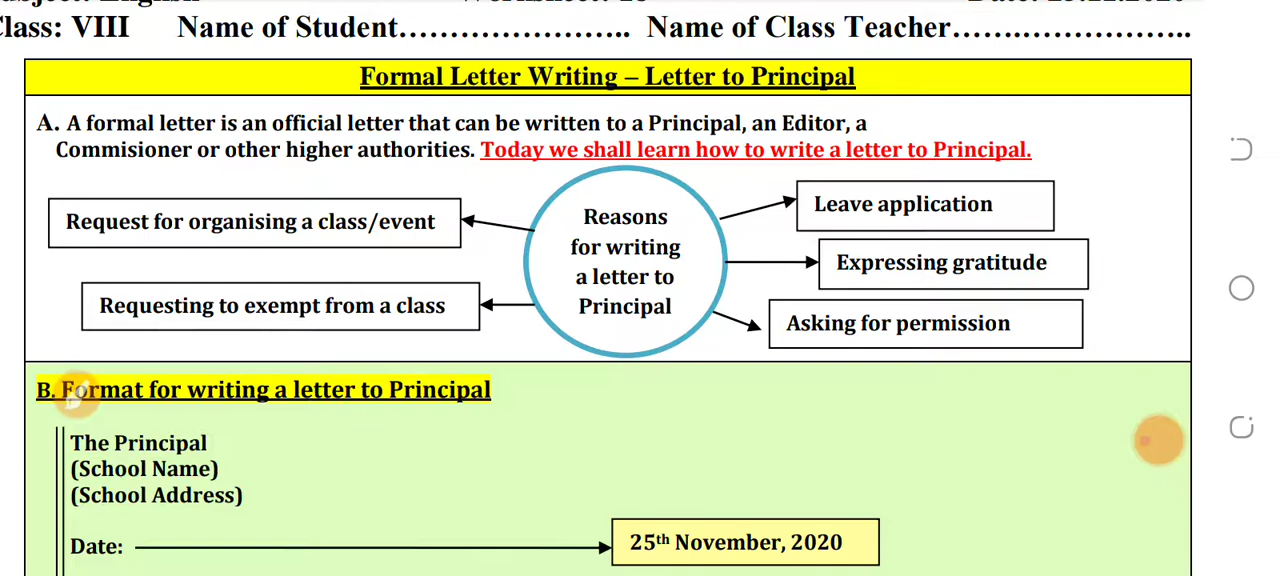 Class: VIII Name of Student………………….. Name of Class Teacher…….………………..
Formal Letter Writing – Letter to Principal
A. A formal letter is an official letter that can be written to a Principal, an Editor, a
Commisioner or other higher authorities. Today we shall learn how to write a letter to Principal.
Request for organising a class/event
Requesting to exempt from a class
Reasons
for writing
a letter to
Principal
Leave application
Expressing gratitude
Asking for permission
B. Format for writing a letter to Principal
The Principal
(School Name)
(School Address)
Date:
25th November, 2020